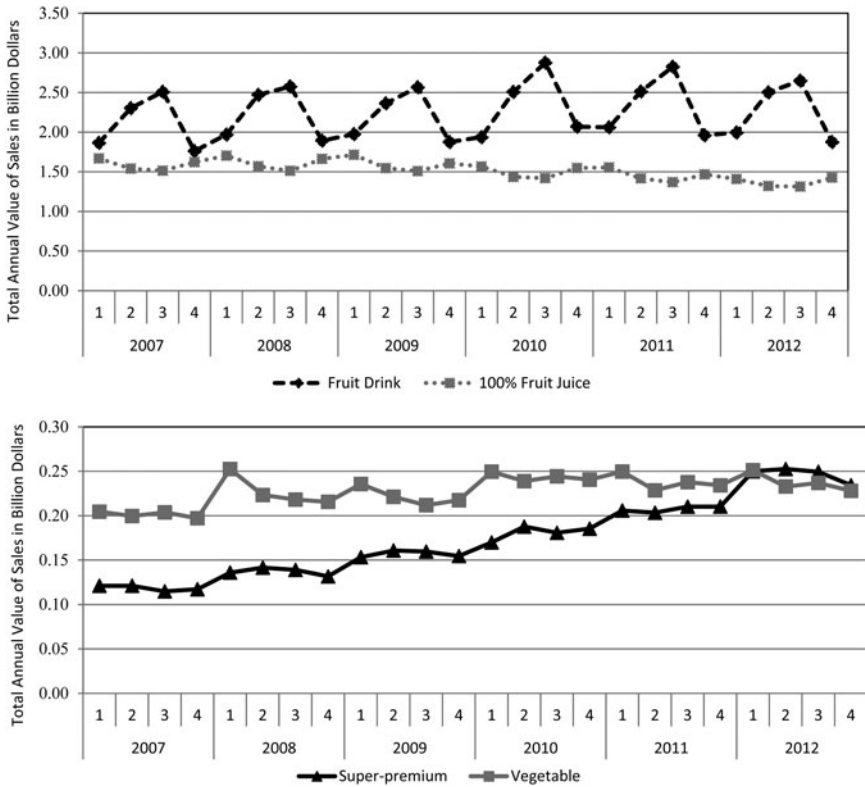 Total Annual Value of Sales in Billion Dollars
3.50
3.00
2.50
2.00
1.50
1.00
0.50
0.00
1 2 3 4 1 2 3 4 1 2 3 4 1 2 3 4 1 2 3 4 1 2 3 4
2007 2008 2009 2010 2011 2012
Fruit Drink 100% Fruit Juice
Total Annual Value of Sales in Billion Dollars
0.30
0.25
0.20
0.15
0.10
0.05
0.00
1 2 3 4 1 2 3 4 1 2 3 4 1 2 3 4 1 2 3 4 1 2 3 4
2007 2008 2009 2010 2011 2012
Super-premium Vegetable